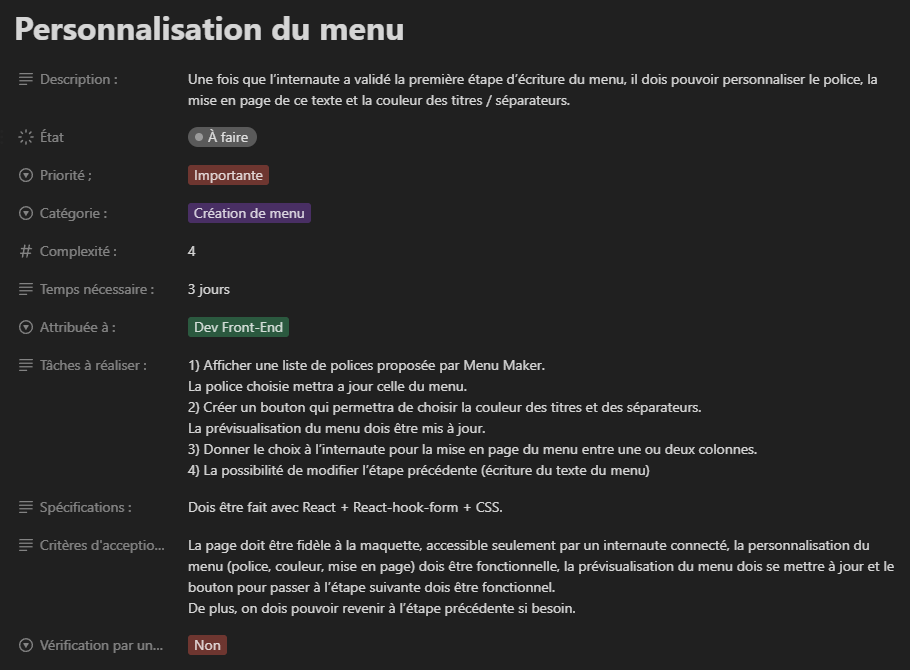 Personnalisation du menu
Description :
Une fois que l'internaute a validé la première étape d'écriture du menu, il dois pouvoir personnaliser le police, la
mise en page de ce texte et la couleur des titres / séparateurs.
État
À faire
Priorité ;
Importante
Catégorie :
Création de menu
Complexité :
4
Temps nécessaire :
3 jours
Attribuée à :
Dev Front-End
Tâches à réaliser :
1) Afficher une liste de polices proposée par Menu Maker.
La police choisie mettra a jour celle du menu.
2) Créer un bouton qui permettra de choisir la couleur des titres et des séparateurs.
La prévisualisation du menu dois être mis à jour.
3) Donner le choix à l'internaute pour la mise en page du menu entre une ou deux colonnes.
4) La possibilité de modifier l'étape précédente (écriture du texte du menu)
Spécifications :
Dois être fait avec React + React-hook-form + CSS.
Critères d'acceptio...
La page doit être fidèle à la maquette, accessible seulement par un internaute connecté, la personnalisation du
menu (police, couleur, mise en page) dois être fonctionnelle, la prévisualisation du menu dois se mettre à jour et le
bouton pour passer à l'étape suivante dois être fonctionnel.
De plus, on dois pouvoir revenir à l'étape précédente si besoin.
Vérification par un...
Non